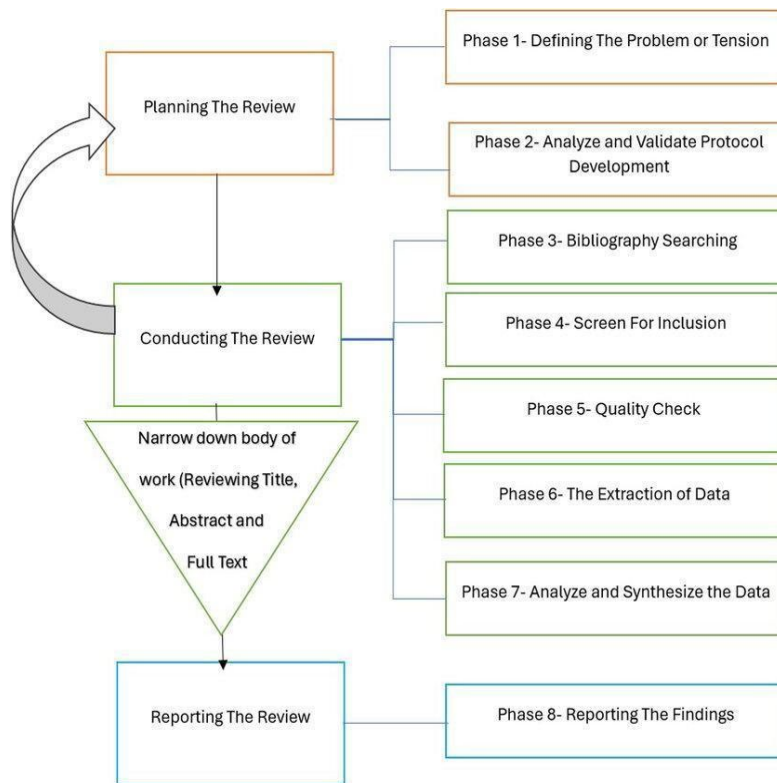 Phase 1- Defining The Problem or Tension
Planning The Review
Phase 2- Analyze and Validate Protocol
Development
Phase 3- Bibliography Searching
Phase 4- Screen For Inclusion
Conducting The Review
Phase 5- Quality Check
Narrow down body of
work (Reviewing Title,
Abstract and
Full Text
Phase 6- The Extraction of Data
Phase 7- Analyze and Synthesize the Data
Reporting The Review
Phase 8- Reporting The Findings